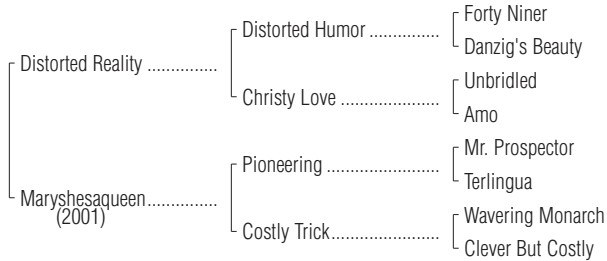 Forty Niner
Distorted Humor ...............
Danzig's Beauty
Distorted Reality ...............
Unbridled
Christy Love .....................
Amo
Mr. Prospector
Pioneering ........................
Terlingua
Maryshesaqueen...............
(2001)
Wavering Monarch
Costly Trick.......................
Clever But Costly